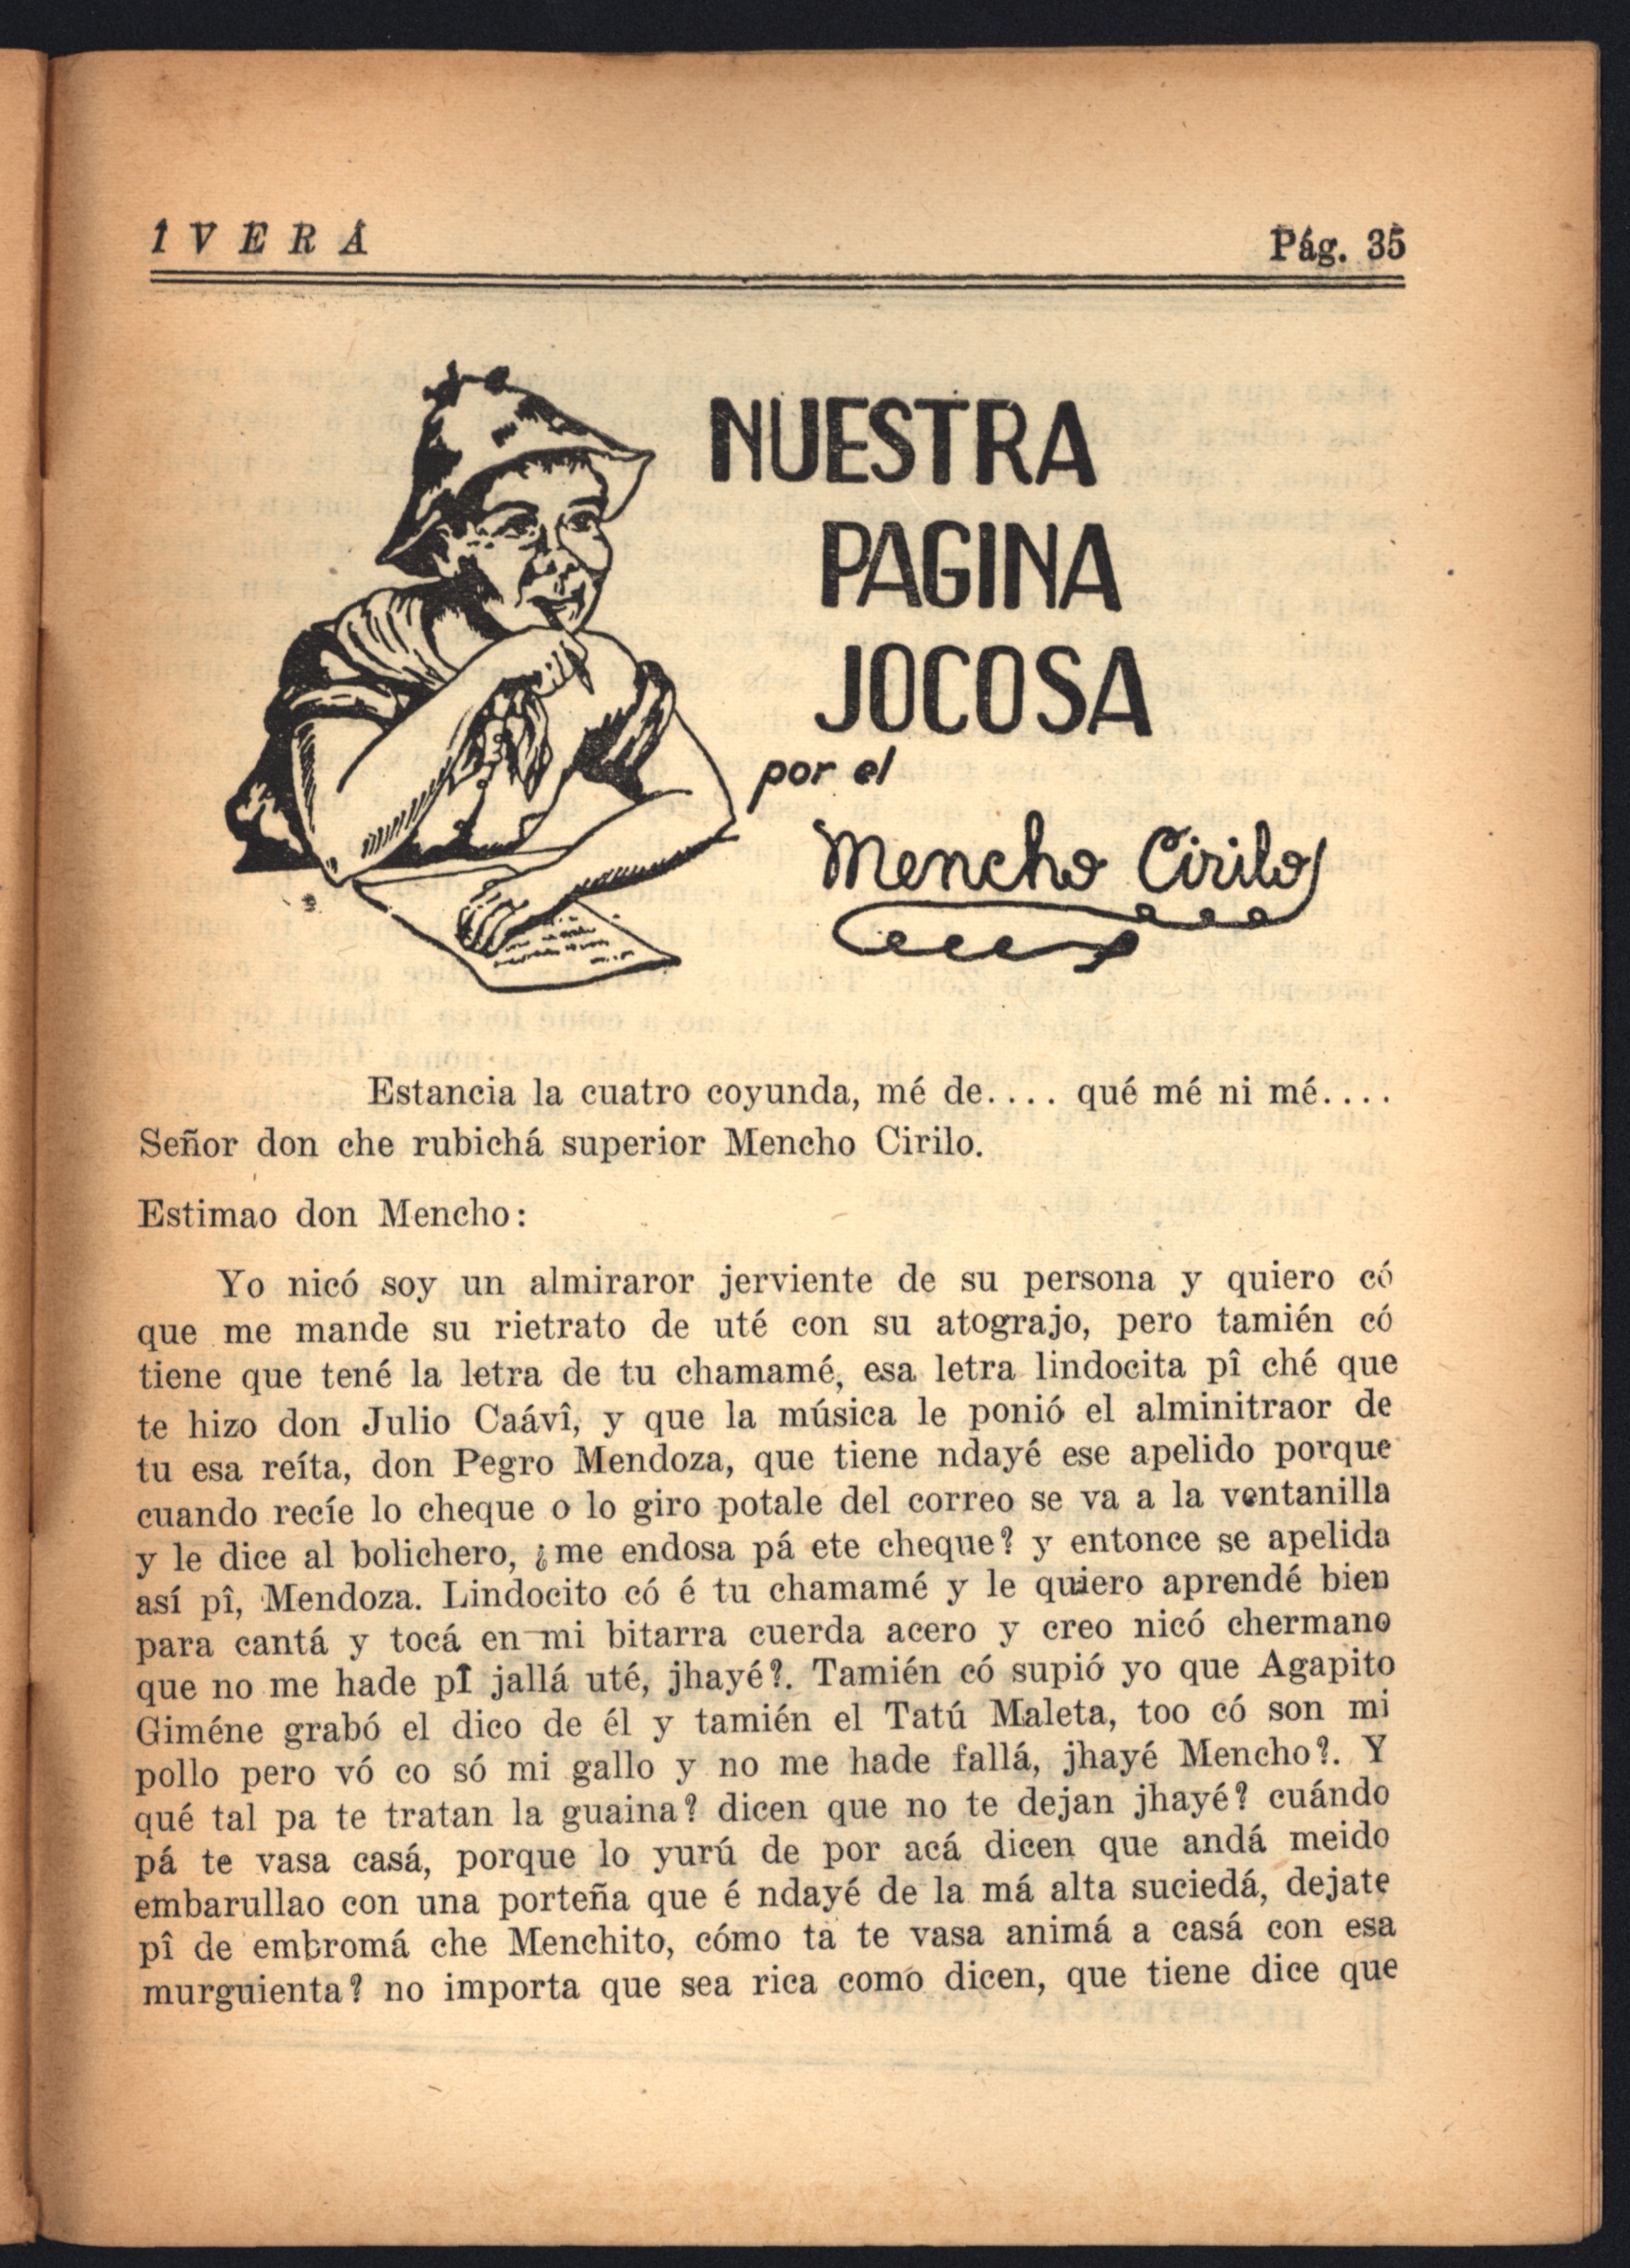 IVERÁ
Pág. 35
NUESTRA
PAGINA
JOCOSA
por el
Mencho Cirilo
Estancia la cuatro coyunda, mé de.... qué mé ni mé....
Señor don che rubichá superior Mencho Cirilo.
Estimao don Mencho:
Yo nicó soy un almiraror jerviente de su persona y quiero có
que me mande su rietrato de uté con su atograjo, pero tamién có
tiene que tené la letra de tu chamamé, esa letra lindocita pî ché que
te hizo don Julio Caávî, y que la música le ponió el alminitraor de
tu esa reíta, don Pegro Mendoza, que tiene ndayé ese apelido porque
cuando recíe lo cheque o lo giro potale del correo se va a la ventanilla
y le dice al bolichero, ¿me endosa pá ete cheque? y entonce se apelida
así pî, Mendoza. Lindocito có é tu chamamé y le quiero aprendé bien
para cantá y tocá en mi bitarra cuerda acero y creo nicó chermano
que no me hade pÎ jallá uté, jhayé?. Tamién có supió yo que Agapito
Giméne grabó el dico de él y tamién el Tatú Maleta, too có son mi
pollo pero vó co só mi gallo y no me hade fallá, jhayé Mencho?. Y
qué tal pa te tratan la guaina? dicen que no te dejan jhayé? cuándo
pá te vasa casá, porque lo yurú de por acá dicen que andá meido
embarullao con una porteña que é ndayé de la má alta suciedá, dejate
pî de embromá che Menchito, cómo ta te vasa animá a casá con esa
murguienta? no importa que sea rica como dicen, que tiene dice que